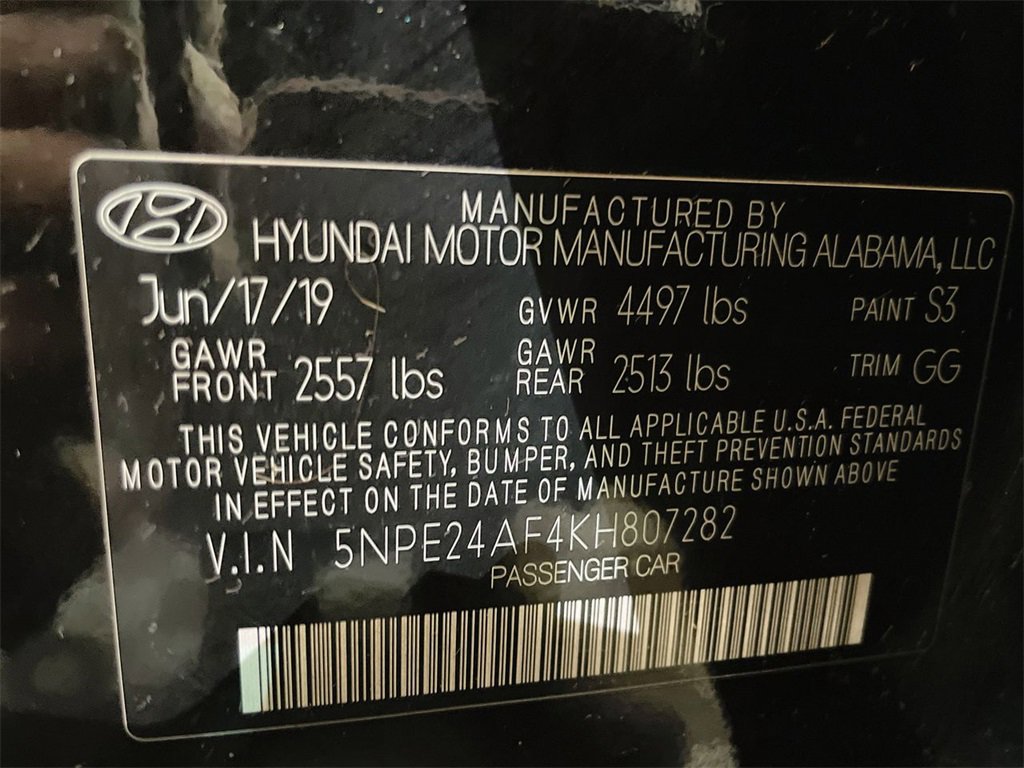 MANUFACTURED BY
HYUNDAI MOTOR MANUFACTURING ALABAMA, LLC
Jun/17/19 GVWR 4497 lbs PAINT S3
GAWR FRONT 2557 lbs GAWR REAR 2513 lbs TRIM GG
THIS VEHICLE CONFORMS TO ALL APPLICABLE U.S.A. FEDERAL
MOTOR VEHICLE SAFETY, BUMPER, AND THEFT PREVENTION STANDARDS
IN EFFECT ON THE DATE OF MANUFACTURE SHOWN ABOVE
V.I.N 5NPE24AF4KH807282
PASSENGER CAR